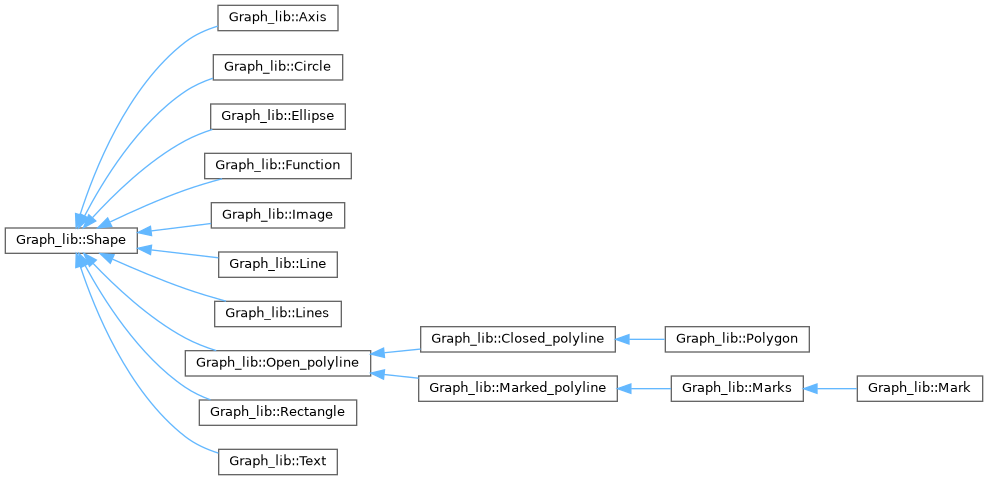 Graph_lib::Axis
Graph_lib::Circle
Graph_lib::Ellipse
Graph_lib::Function
Graph_lib::Image
Graph_lib::Shape
Graph_lib::Line
Graph_lib::Lines
Graph_lib::Closed_polyline
Graph_lib::Polygon
Graph_lib::Open_polyline
Graph_lib::Marked_polyline
Graph_lib::Marks
Graph_lib::Mark
Graph_lib::Rectangle
Graph_lib::Text